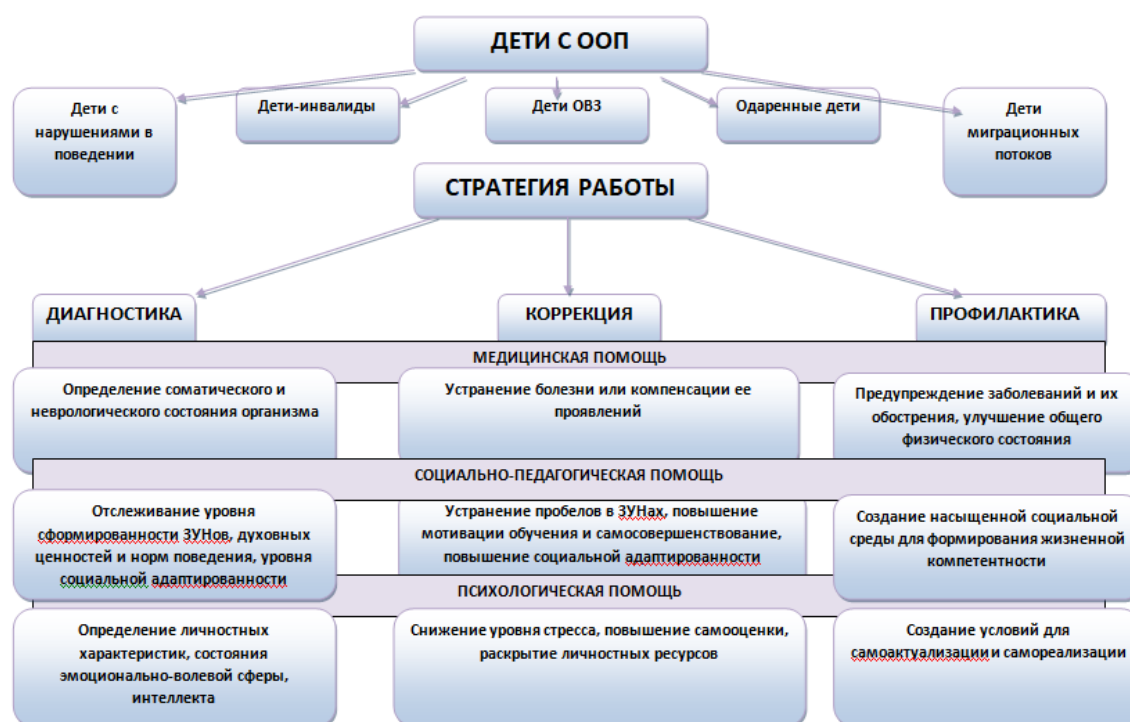 ДЕТИ С ООП
Дети с
нарушениями в
поведении
Дети-инвалиды
Дети ОВЗ
Одаренные дети
Дети
миграционных
потоков
СТРАТЕГИЯ РАБОТЫ
ДИАГНОСТИКА
КОРРЕКЦИЯ
ПРОФИЛАКТИКА
МЕДИЦИНСКАЯ ПОМОЩЬ
Определение соматического и
неврологического состояния организма
Устранение болезни или компенсации ее
проявлений
Предупреждение заболеваний и их
обострения, улучшение общего
физического состояния
СОЦИАЛЬНО-ПЕДАГОГИЧЕСКАЯ ПОМОЩЬ
Отслеживание уровня
сформированности ЗУНов, духовных
ценностей и норм поведения, уровня
социальной адаптированности
Устранение пробелов в ЗУНах, повышение
мотивации обучения и самосовершенствование,
повышение социальной адаптированности
Создание насыщенной социальной
среды для формирования жизненной
компетентности
ПСИХОЛОГИЧЕСКАЯ ПОМОЩЬ
Определение личностных
характеристик, состояния
эмоционально-волевой сферы,
интеллекта
Снижение уровня стресса, повышение самооценки,
раскрытие личностных ресурсов
Создание условий для
самоактуализации и самореализации